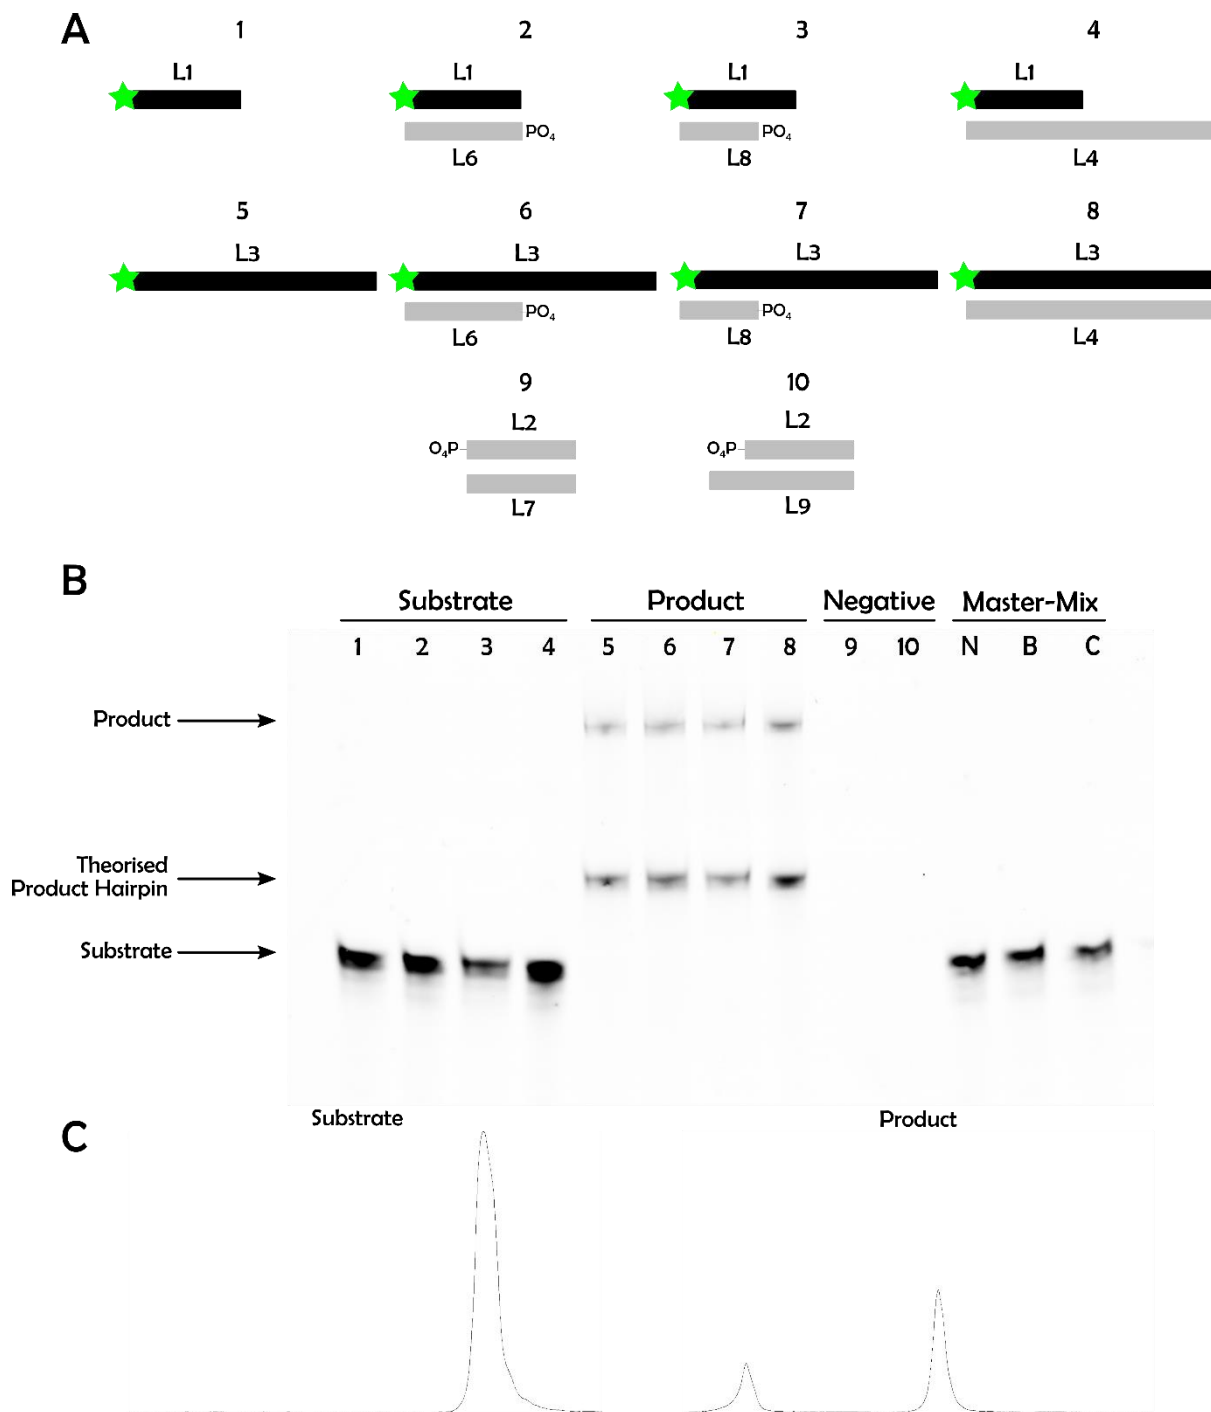 A
1 2 3 4
L1 L1 L1 L1
PO₄ PO₄
L6 L8 L4
5 6 7 8
L3 L3 L3 L3
PO₄ PO₄
L6 L8 L4
9 10
L2 L2
O₄P O₄P
L7 L9
B
Substrate Product Negative Master-Mix
1 2 3 4 5 6 7 8 9 10 N B C
Product
Theorised
Product Hairpin
Substrate
C
Substrate Product